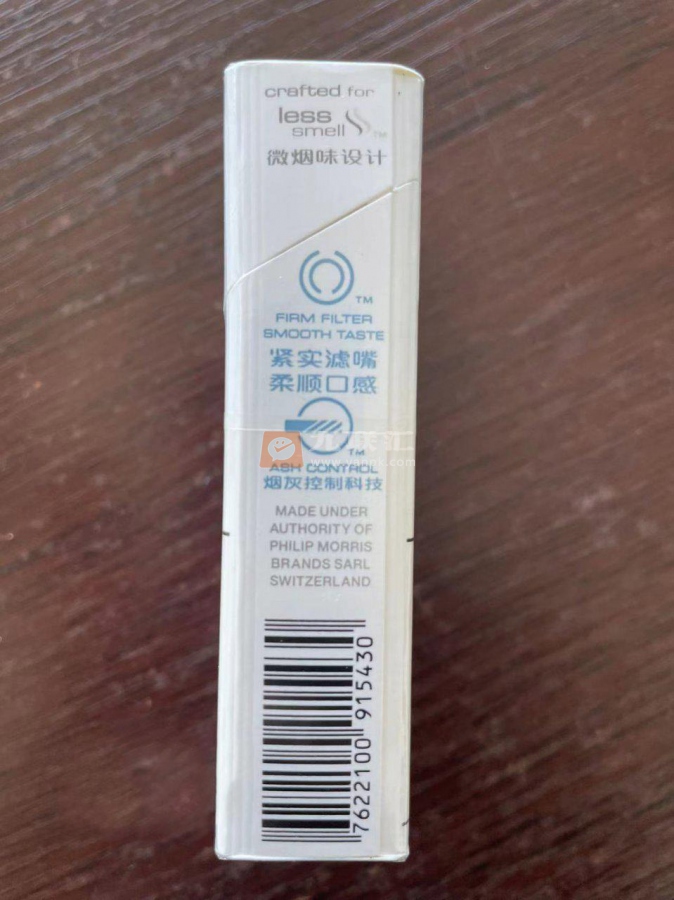 crafted for
less
smell ™
微烟味设计
™
FIRM FILTER
SMOOTH TASTE
紧实滤嘴
柔顺口感
™
ASH CONTROL
烟灰控制科技
MADE UNDER
AUTHORITY OF
PHILIP MORRIS
BRANDS SARL
SWITZERLAND
7622100 915430